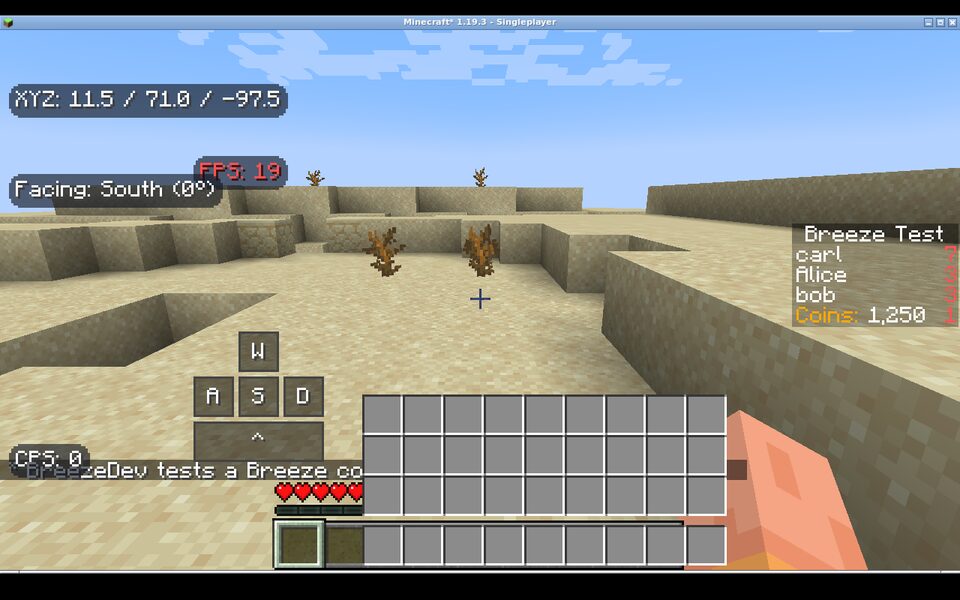 Minecraft* 1.19.3 - Singleplayer
XYZ: 11.5 / 71.0 / -97.5
FPS: 19
Facing: South (0°)
Breeze Test
carl
Alice
bob
Coins: 1,250
W
A S D
^
CPS: 0
BreezeDev tests a Breeze co